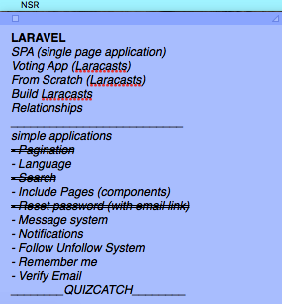 NSR
LARAVEL
SPA (single page application)
Voting App (Laracasts)
From Scratch (Laracasts)
Build Laracasts
Relationships
___________________________
simple applications
- Pagination
- Language
- Search
- Include Pages (components)
- Reset password (with email link)
- Message system
- Notifications
- Follow Unfollow System
- Remember me
- Verify Email
________QUIZCATCH________